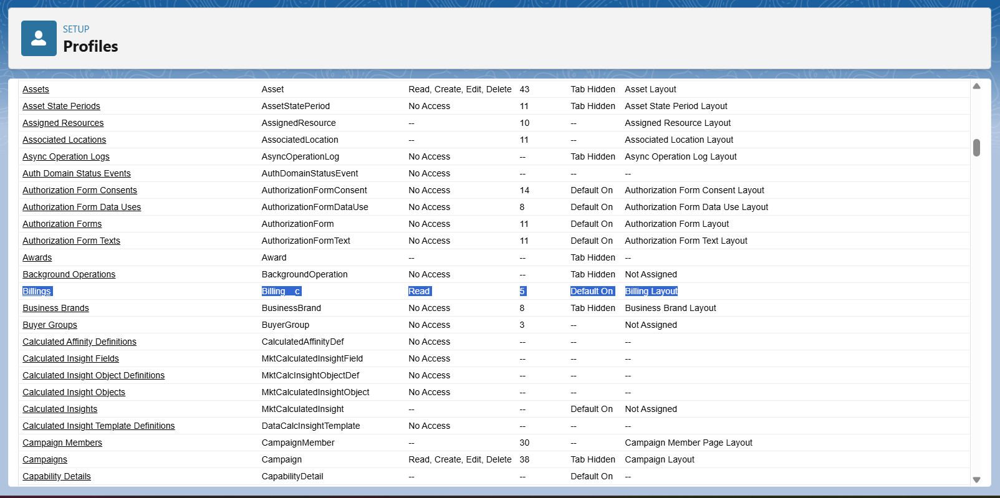 SETUP
Profiles
Assets Asset Read, Create, Edit, Delete 43 Tab Hidden Asset Layout
Asset State Periods AssetStatePeriod No Access 11 Tab Hidden Asset State Period Layout
Assigned Resources AssignedResource -- 10 -- Assigned Resource Layout
Associated Locations AssociatedLocation -- 11 -- Associated Location Layout
Async Operation Logs AsyncOperationLog No Access -- Tab Hidden Async Operation Log Layout
Auth Domain Status Events AuthDomainStatusEvent No Access -- -- --
Authorization Form Consents AuthorizationFormConsent No Access 14 Default On Authorization Form Consent Layout
Authorization Form Data Uses AuthorizationFormDataUse No Access 8 Default On Authorization Form Data Use Layout
Authorization Forms AuthorizationForm No Access 11 Default On Authorization Form Layout
Authorization Form Texts AuthorizationFormText No Access 11 Default On Authorization Form Text Layout
Awards Award -- -- Tab Hidden --
Background Operations BackgroundOperation No Access -- Tab Hidden Not Assigned
Billings Billing__c Read 5 Default On Billing Layout
Business Brands BusinessBrand No Access 8 Tab Hidden Business Brand Layout
Buyer Groups BuyerGroup No Access 3 -- Not Assigned
Calculated Affinity Definitions CalculatedAffinityDef No Access -- -- --
Calculated Insight Fields MktCalculatedInsightField No Access -- -- --
Calculated Insight Object Definitions MktCalcInsightObjectDef No Access -- -- --
Calculated Insight Objects MktCalculatedInsightObject No Access -- -- --
Calculated Insights MktCalculatedInsight -- -- Default On Not Assigned
Calculated Insight Template Definitions DataCalcInsightTemplate No Access -- -- --
Campaign Members CampaignMember -- 30 -- Campaign Member Page Layout
Campaigns Campaign Read, Create, Edit, Delete 38 Tab Hidden Campaign Layout
Capability Details CapabilityDetail -- -- Default On --